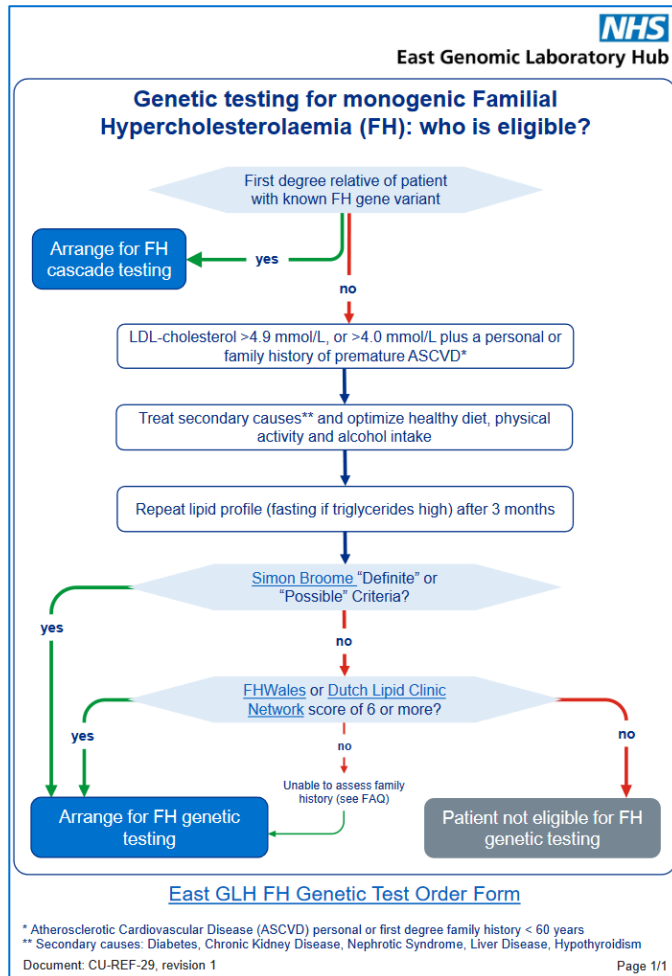 NHS
East Genomic Laboratory Hub
Genetic testing for monogenic Familial
Hypercholesterolaemia (FH): who is eligible?
First degree relative of patient
with known FH gene variant
Arrange for FH
cascade testing
yes
no
LDL-cholesterol >4.9 mmol/L, or >4.0 mmol/L plus a personal or
family history of premature ASCVD*
Treat secondary causes** and optimize healthy diet, physical
activity and alcohol intake
Repeat lipid profile (fasting if triglycerides high) after 3 months
Simon Broome "Definite" or
"Possible" Criteria?
yes
no
FHWales or Dutch Lipid Clinic
Network score of 6 or more?
yes
no
no
Unable to assess family
history (see FAQ)
Arrange for FH genetic
testing
Patient not eligible for FH
genetic testing
East GLH FH Genetic Test Order Form
* Atherosclerotic Cardiovascular Disease (ASCVD) personal or first degree family history < 60 years
** Secondary causes: Diabetes, Chronic Kidney Disease, Nephrotic Syndrome, Liver Disease, Hypothyroidism
Document: CU-REF-29, revision 1
Page 1/1